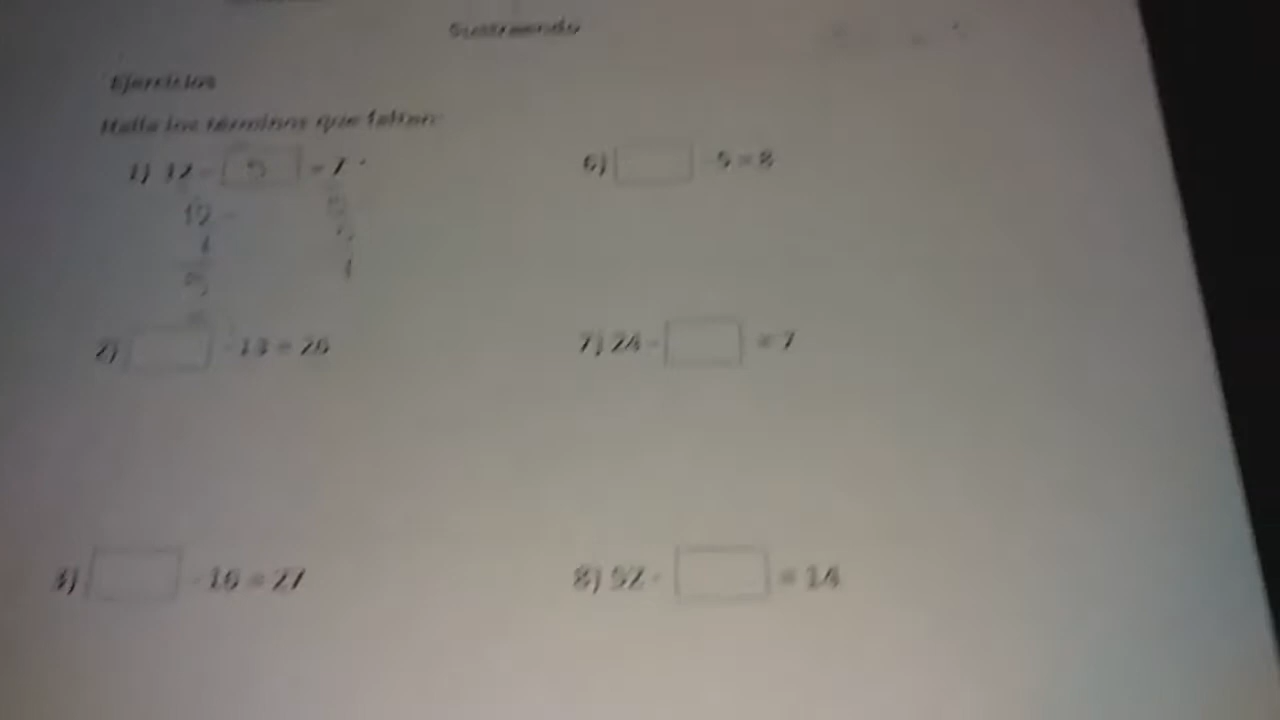 Sustraendo
Ejercicios
Halla los términos que faltan:
1) 12 - 5 = 7
6) - 5 = 8
12 -
2) - 13 = 26
7) 24 - = 7
- 16 = 27
8) 52 - = 14